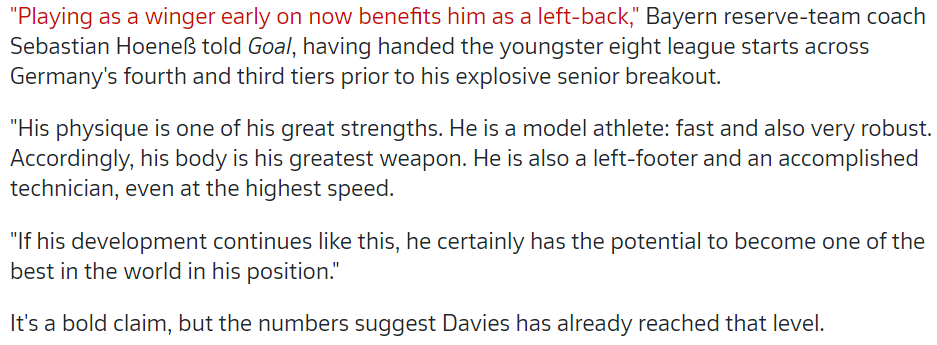 "Playing as a winger early on now benefits him as a left-back," Bayern reserve-team coach
Sebastian Hoeneß told Goal, having handed the youngster eight league starts across
Germany's fourth and third tiers prior to his explosive senior breakout.
"His physique is one of his great strengths. He is a model athlete: fast and also very robust.
Accordingly, his body is his greatest weapon. He is also a left-footer and an accomplished
technician, even at the highest speed.
"If his development continues like this, he certainly has the potential to become one of the
best in the world in his position."
It's a bold claim, but the numbers suggest Davies has already reached that level.